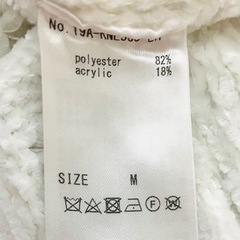 polyester 82%
acrylic 18%
SIZE M